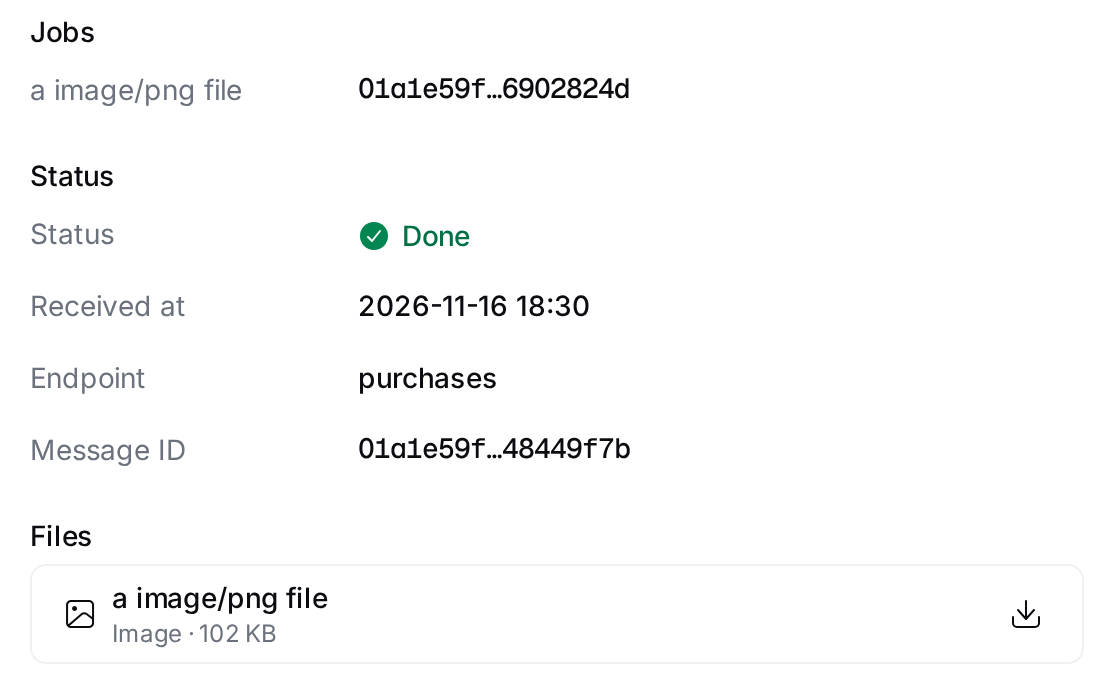 Jobs
a image/png file 01a1e59f…6902824d
Status
Status Done
Received at 2026-11-16 18:30
Endpoint purchases
Message ID 01a1e59f…48449f7b
Files
a image/png file
Image · 102 KB